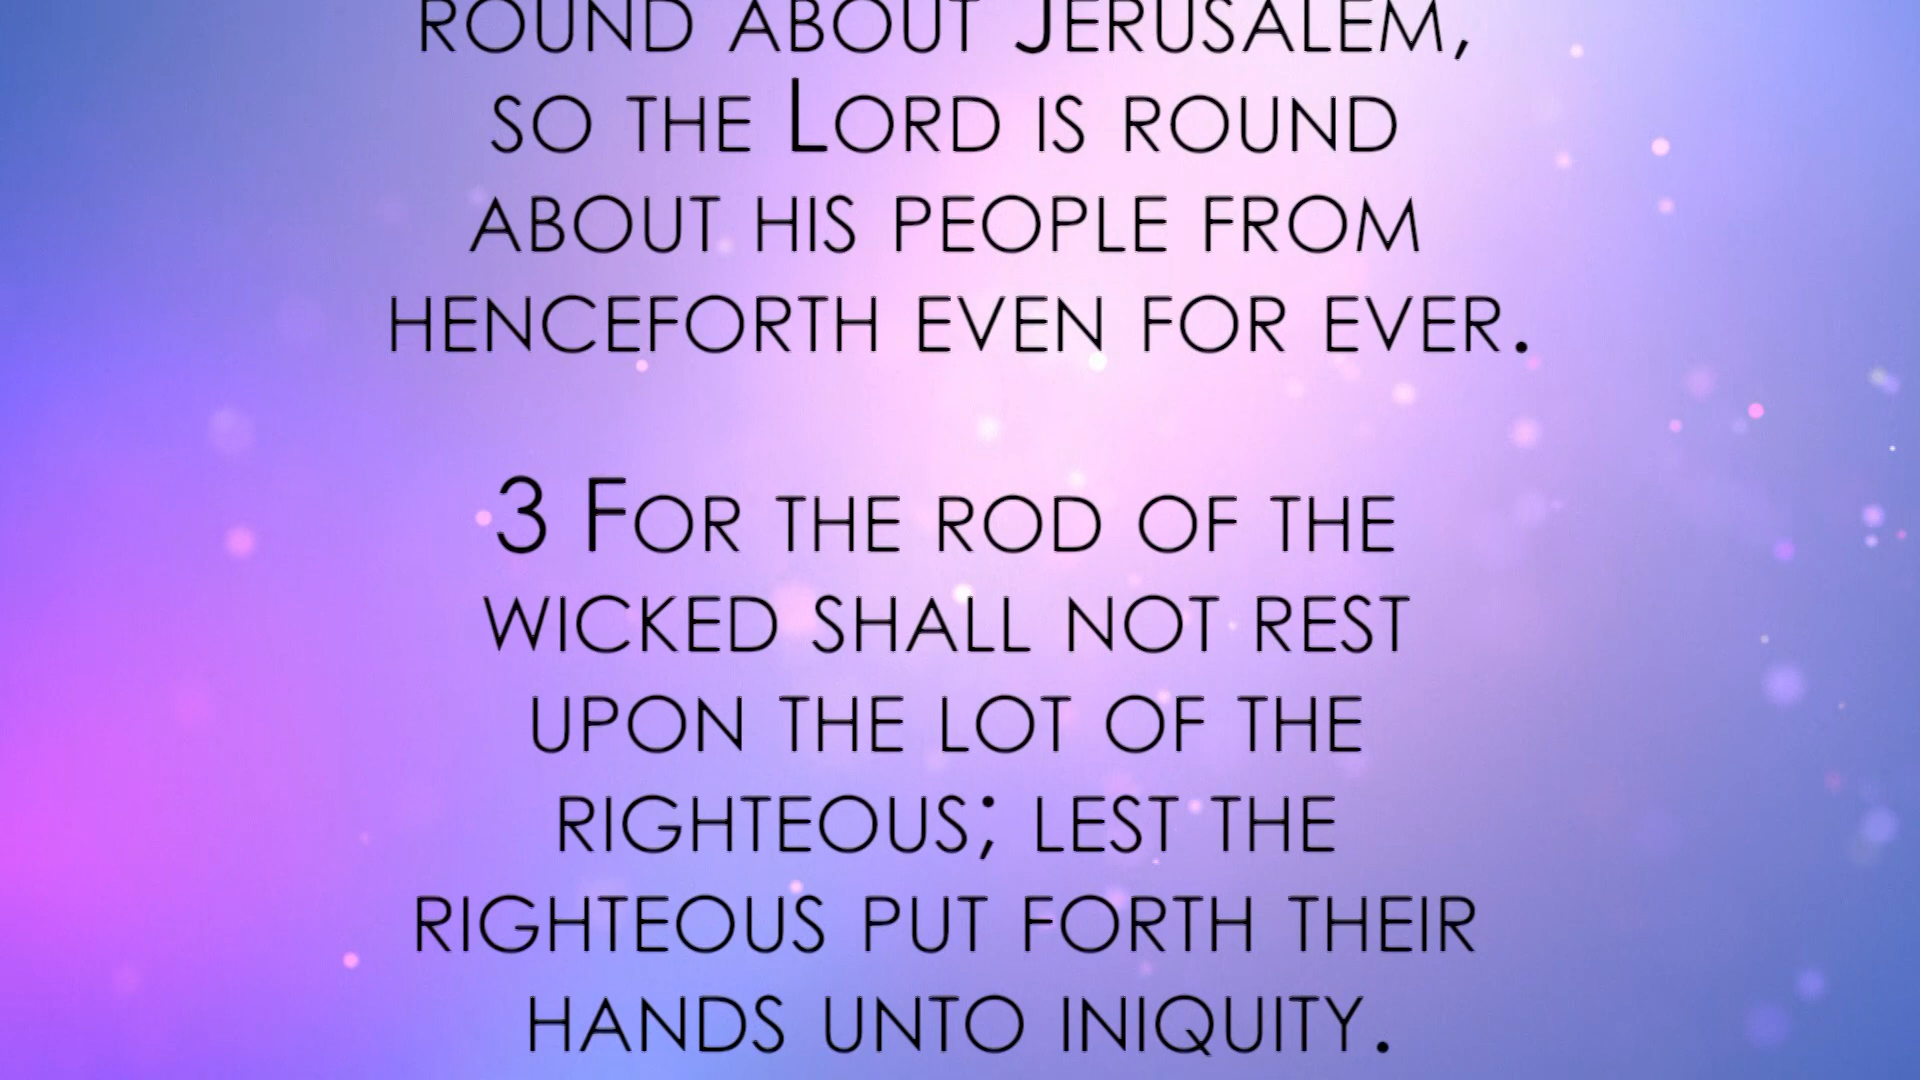 ROUND ABOUT JERUSALEM,
SO THE LORD IS ROUND
ABOUT HIS PEOPLE FROM
HENCEFORTH EVEN FOR EVER.
3 FOR THE ROD OF THE
WICKED SHALL NOT REST
UPON THE LOT OF THE
RIGHTEOUS; LEST THE
RIGHTEOUS PUT FORTH THEIR
HANDS UNTO INIQUITY.